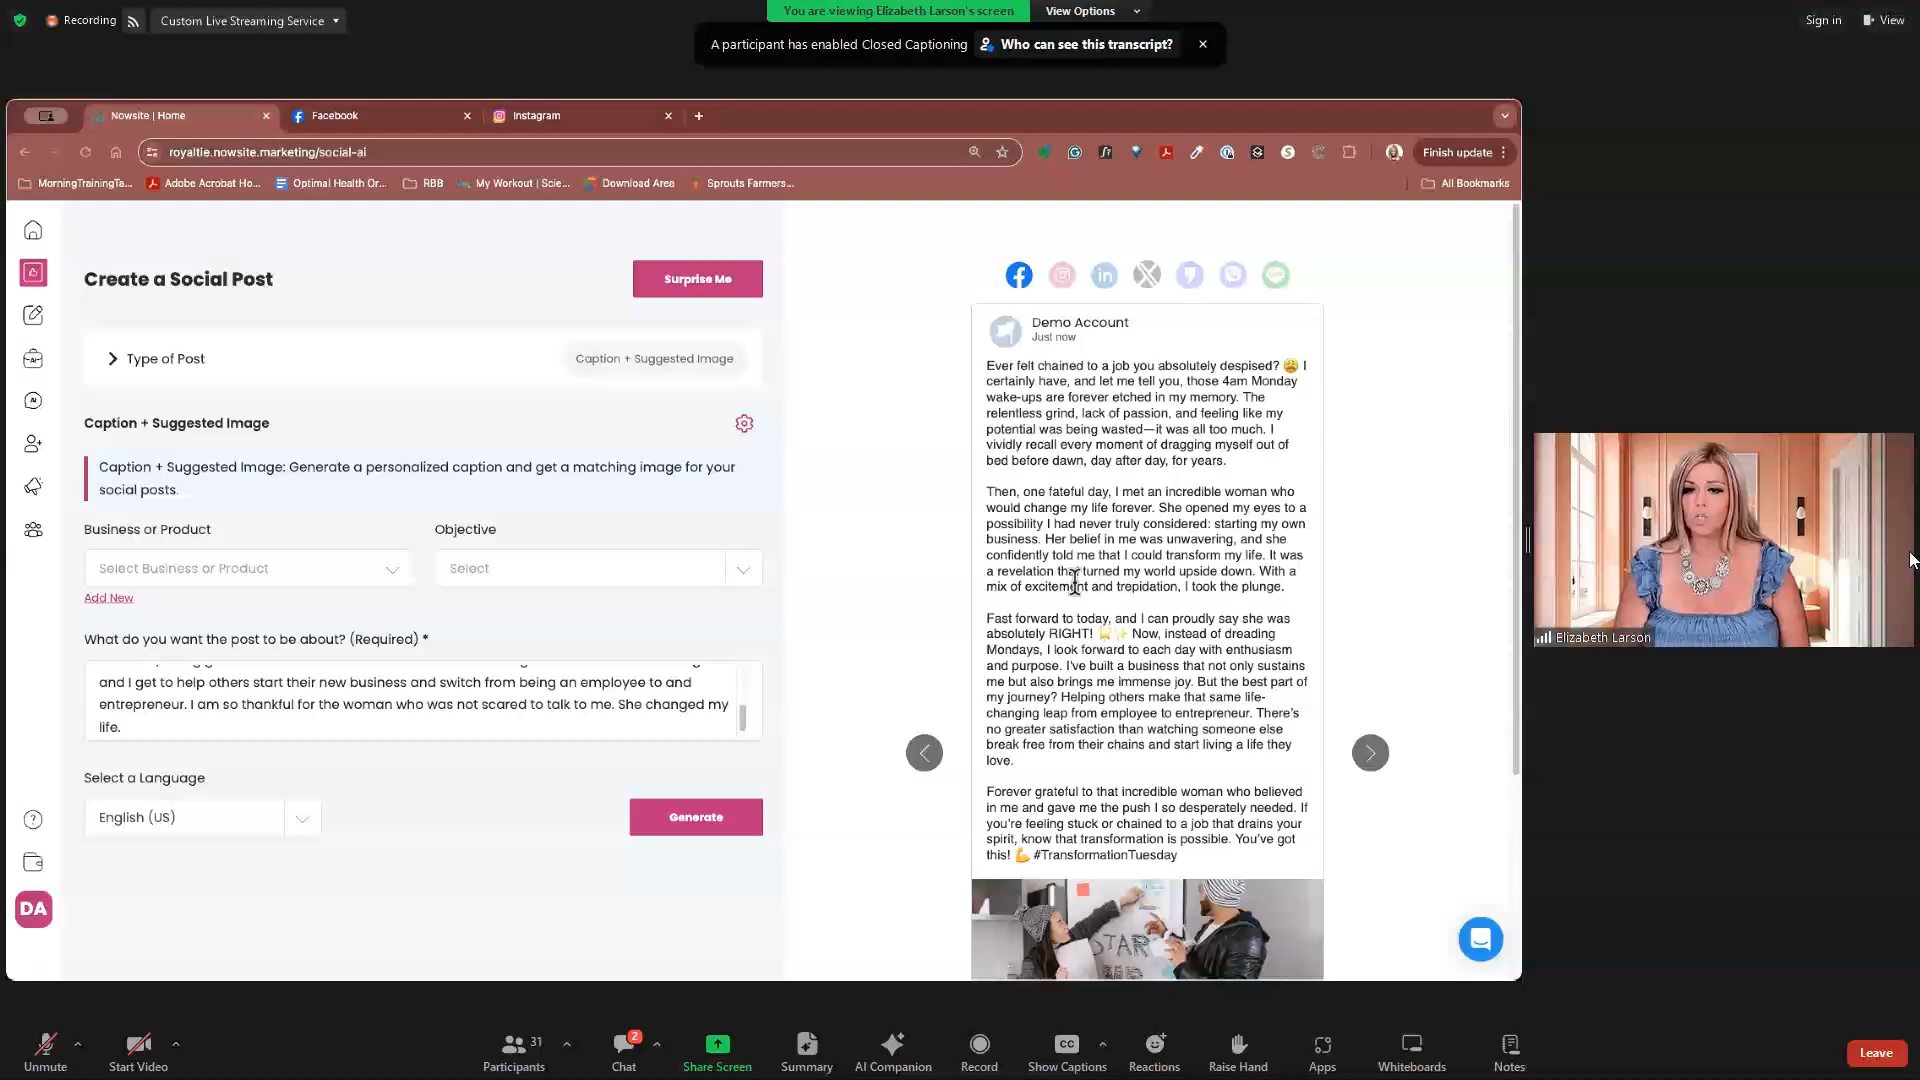 Recording
Custom Live Streaming Service
You are viewing Elizabeth Larson's screen
View Options
Sign in
View
A participant has enabled Closed Captioning
Who can see this transcript?
Nowsite | Home
Facebook
Instagram
royaltie.nowsite.marketing/social-ai
Finish update
MorningTrainingTa...
Adobe Acrobat Ho...
Optimal Health Or...
RBB
My Workout | Scie...
Download Area
Sprouts Farmers...
All Bookmarks
Create a Social Post
Surprise Me
Type of Post
Caption + Suggested Image
Caption + Suggested Image
Caption + Suggested Image: Generate a personalized caption and get a matching image for your
social posts.
Business or Product
Objective
Select Business or Product
Select
Add New
What do you want the post to be about? (Required) *
and I get to help others start their new business and switch from being an employee to and
entrepreneur. I am so thankful for the woman who was not scared to talk to me. She changed my
life.
Select a Language
English (US)
Generate
DA
Demo Account
Just now
Ever felt chained to a job you absolutely despised? 😩 I
certainly have, and let me tell you, those 4am Monday
wake-ups are forever etched in my memory. The
relentless grind, lack of passion, and feeling like my
potential was being wasted—it was all too much. I
vividly recall every moment of dragging myself out of
bed before dawn, day after day, for years.
Then, one fateful day, I met an incredible woman who
would change my life forever. She opened my eyes to a
possibility I had never truly considered: starting my own
business. Her belief in me was unwavering, and she
confidently told me that I could transform my life. It was
a revelation that turned my world upside down. With a
mix of excitement and trepidation, I took the plunge.
Fast forward to today, and I can proudly say she was
absolutely RIGHT! Now, instead of dreading
Mondays, I look forward to each day with enthusiasm
and purpose. I've built a business that not only sustains
me but also brings me immense joy. But the best part of
my journey? Helping others make that same life-
changing leap from employee to entrepreneur. There's
no greater satisfaction than watching someone else
break free from their chains and start living a life they
love.
Forever grateful to that incredible woman who believed
in me and gave me the push I so desperately needed. If
you're feeling stuck or chained to a job that drains your
spirit, know that transformation is possible. You've got
this! 💪 #TransformationTuesday
STAR
Elizabeth Larson
Unmute
Start Video
Participants
31
Chat
2
Share Screen
Summary
AI Companion
Record
CC
Show Captions
Reactions
Raise Hand
Apps
Whiteboards
Notes
Leave